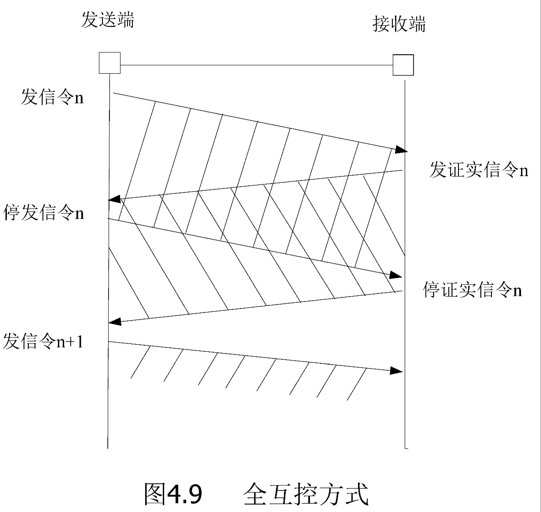 发送端
接收端
发信令n
发证实信令n
停发信令n
停证实信令n
发信令n+1
图4.9 全互控方式